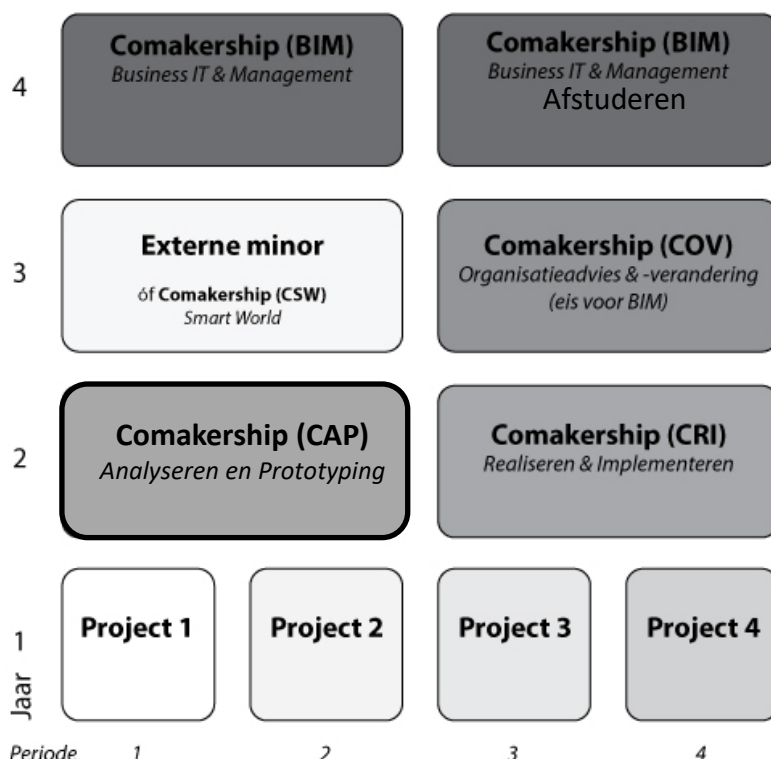 Comakership (BIM)
Business IT & Management
Comakership (BIM)
Business IT & Management
Afstuderen
4
Externe minor
óf Comakership (CSW)
Smart World
Comakership (COV)
Organisatieadvies & -verandering
(eis voor BIM)
3
Comakership (CAP)
Analyseren en Prototyping
Comakership (CRI)
Realiseren & Implementeren
2
Project 1
Project 2
Project 3
Project 4
1
Jaar
Periode 1 2 3 4